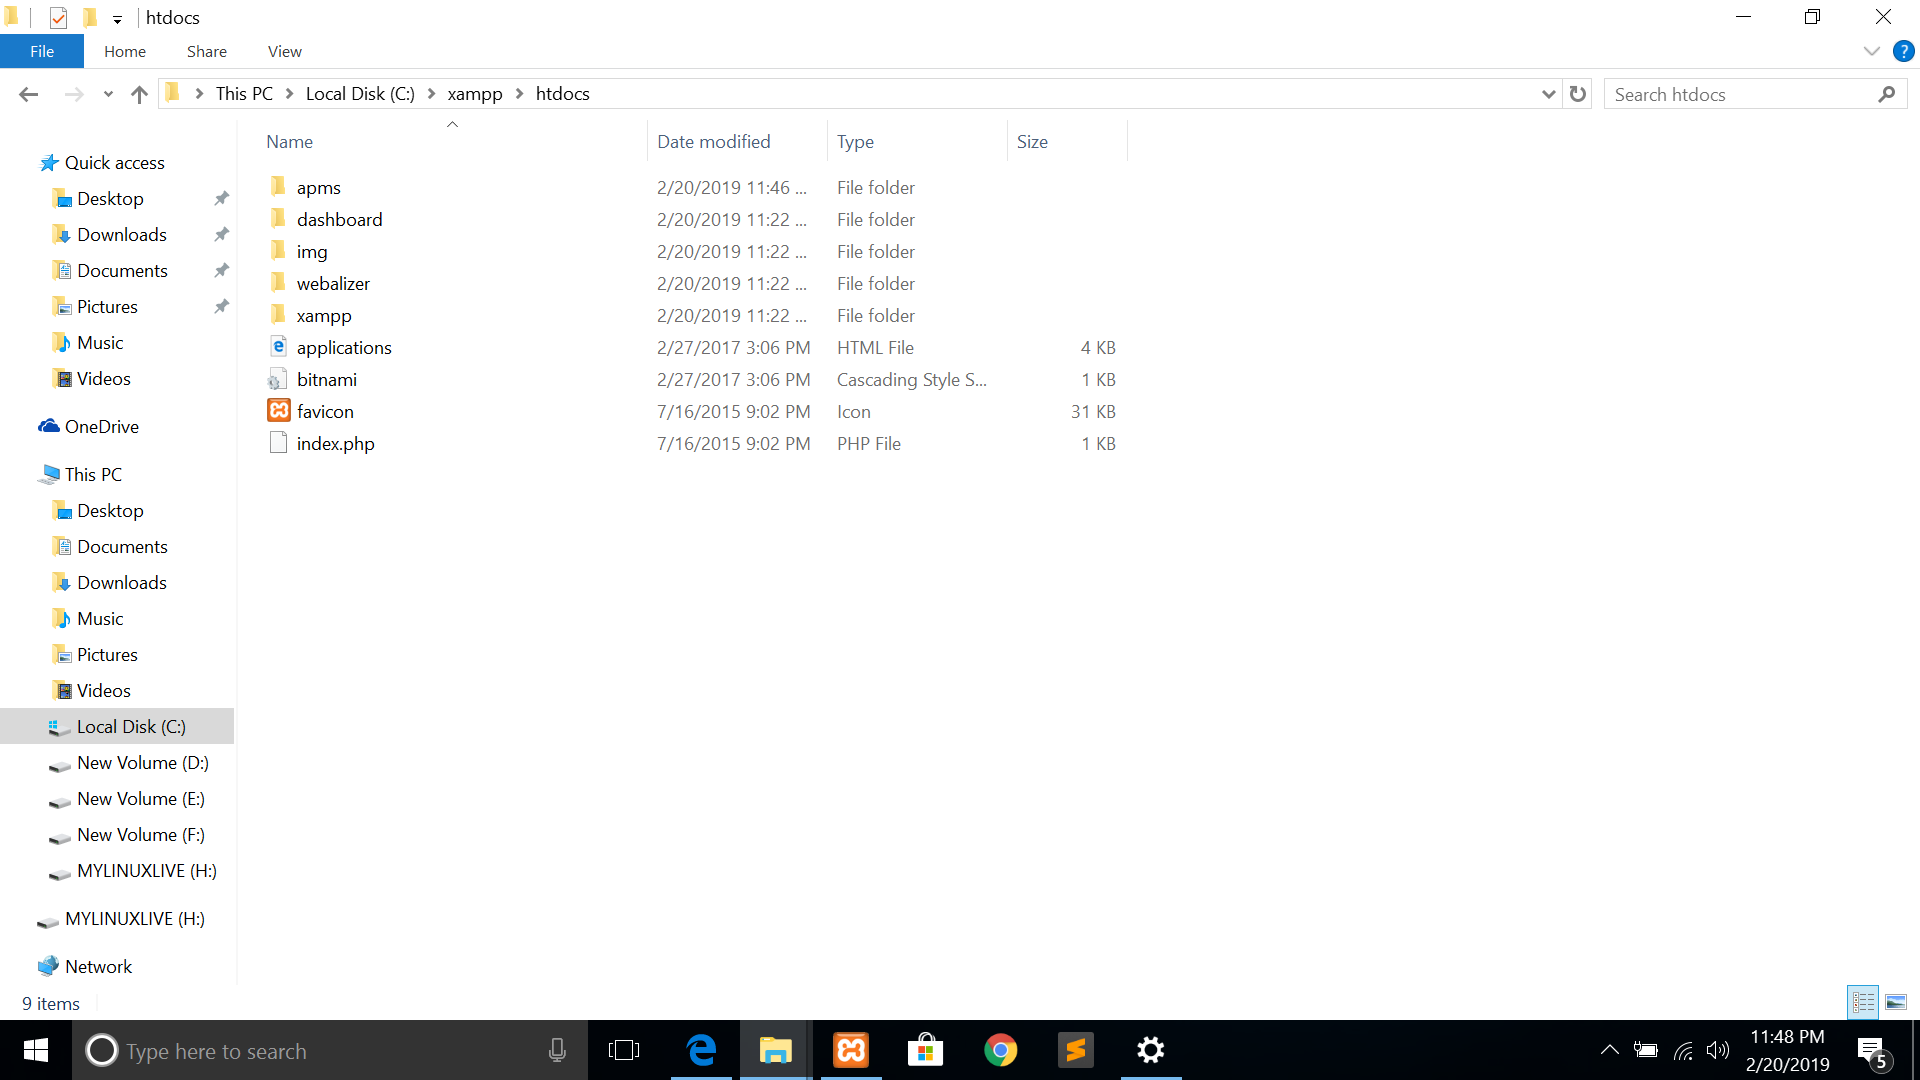 htdocs
File Home Share View ?
This PC Local Disk (C:) xampp htdocs Search htdocs
Name Date modified Type Size
Quick access
Desktop
Downloads
Documents
Pictures
Music
Videos
OneDrive
This PC
Desktop
Documents
Downloads
Music
Pictures
Videos
Local Disk (C:)
New Volume (D:)
New Volume (E:)
New Volume (F:)
MYLINUXLIVE (H:)
MYLINUXLIVE (H:)
Network
apms 2/20/2019 11:46 ... File folder
dashboard 2/20/2019 11:22 ... File folder
img 2/20/2019 11:22 ... File folder
webalizer 2/20/2019 11:22 ... File folder
xampp 2/20/2019 11:22 ... File folder
applications 2/27/2017 3:06 PM HTML File 4 KB
bitnami 2/27/2017 3:06 PM Cascading Style S... 1 KB
favicon 7/16/2015 9:02 PM Icon 31 KB
index.php 7/16/2015 9:02 PM PHP File 1 KB
9 items
Type here to search
11:48 PM
2/20/2019
5